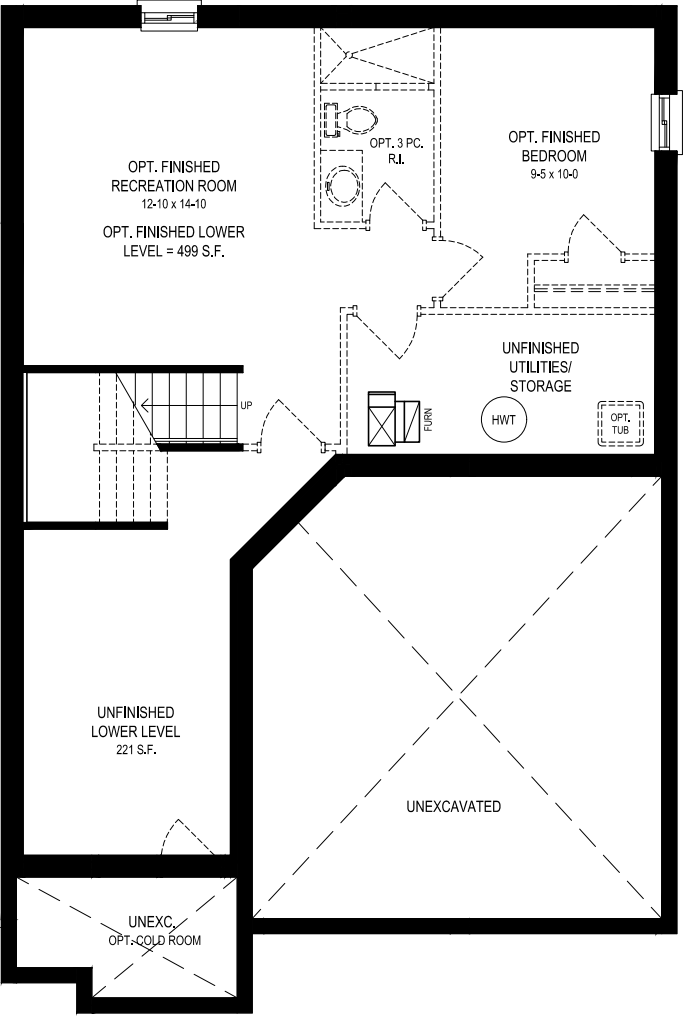 OPT. FINISHED
RECREATION ROOM
12-10 x 14-10
OPT. FINISHED LOWER
LEVEL = 499 S.F.
OPT. 3 PC.
R.I.
OPT. FINISHED
BEDROOM
9-5 x 10-0
UNFINISHED
UTILITIES/
STORAGE
UP
FURN
HWT
OPT.
TUB
UNFINISHED
LOWER LEVEL
221 S.F.
UNEXCAVATED
UNEXC.
OPT. COLD ROOM